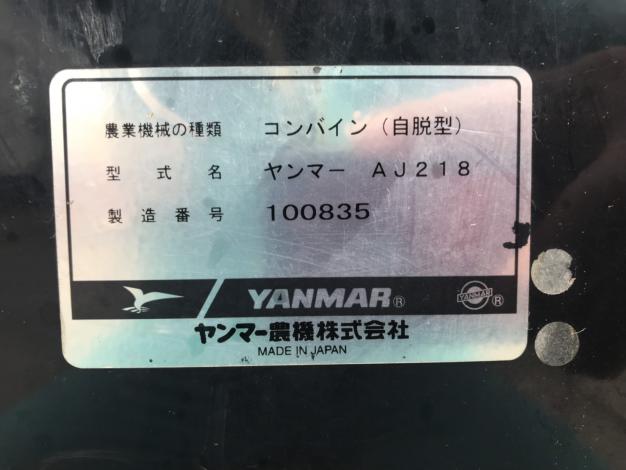 農業機械の種類 コンバイン（自脱型）
型式名 ヤンマー AJ218
製造番号 100835
YANMAR® YANMAR®
ヤンマー農機株式会社
MADE IN JAPAN